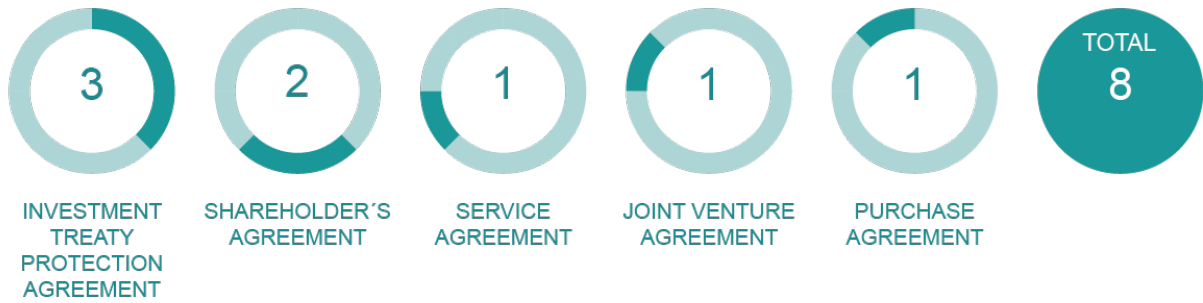 3
INVESTMENT
TREATY
PROTECTION
AGREEMENT
2
SHAREHOLDER´S
AGREEMENT
1
SERVICE
AGREEMENT
1
JOINT VENTURE
AGREEMENT
1
PURCHASE
AGREEMENT
TOTAL
8